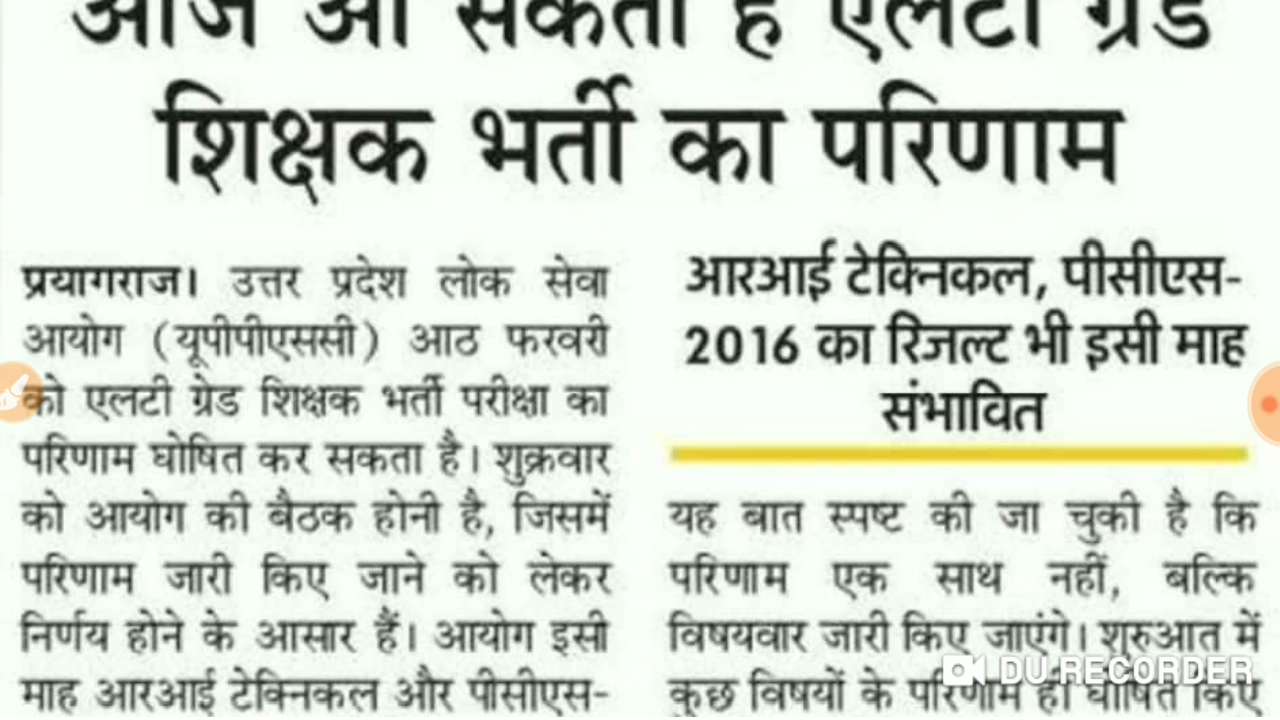 आज आ सकता है एलटी ग्रेड
शिक्षक भर्ती का परिणाम
प्रयागराज। उत्तर प्रदेश लोक सेवा
आयोग (यूपीपीएससी) आठ फरवरी
को एलटी ग्रेड शिक्षक भर्ती परीक्षा का
परिणाम घोषित कर सकता है। शुक्रवार
को आयोग की बैठक होनी है, जिसमें
परिणाम जारी किए जाने को लेकर
निर्णय होने के आसार हैं। आयोग इसी
माह आरआई टेक्निकल और पीसीएस-
आरआई टेक्निकल, पीसीएस-
2016 का रिजल्ट भी इसी माह
संभावित
यह बात स्पष्ट की जा चुकी है कि
परिणाम एक साथ नहीं, बल्कि
विषयवार जारी किए जाएंगे। शुरुआत में
कुछ विषयों के परिणाम ही घोषित किए
DU RECORDER